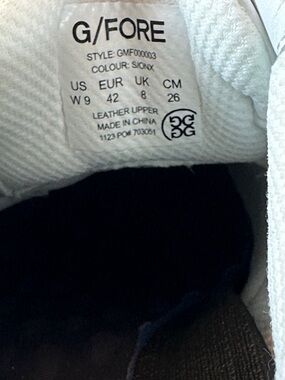 G/FORE
STYLE: GMF000003
COLOUR: S/ONX
US EUR UK CM
W 9 42 8 26
LEATHER UPPER
MADE IN CHINA
1123 PO# 703051